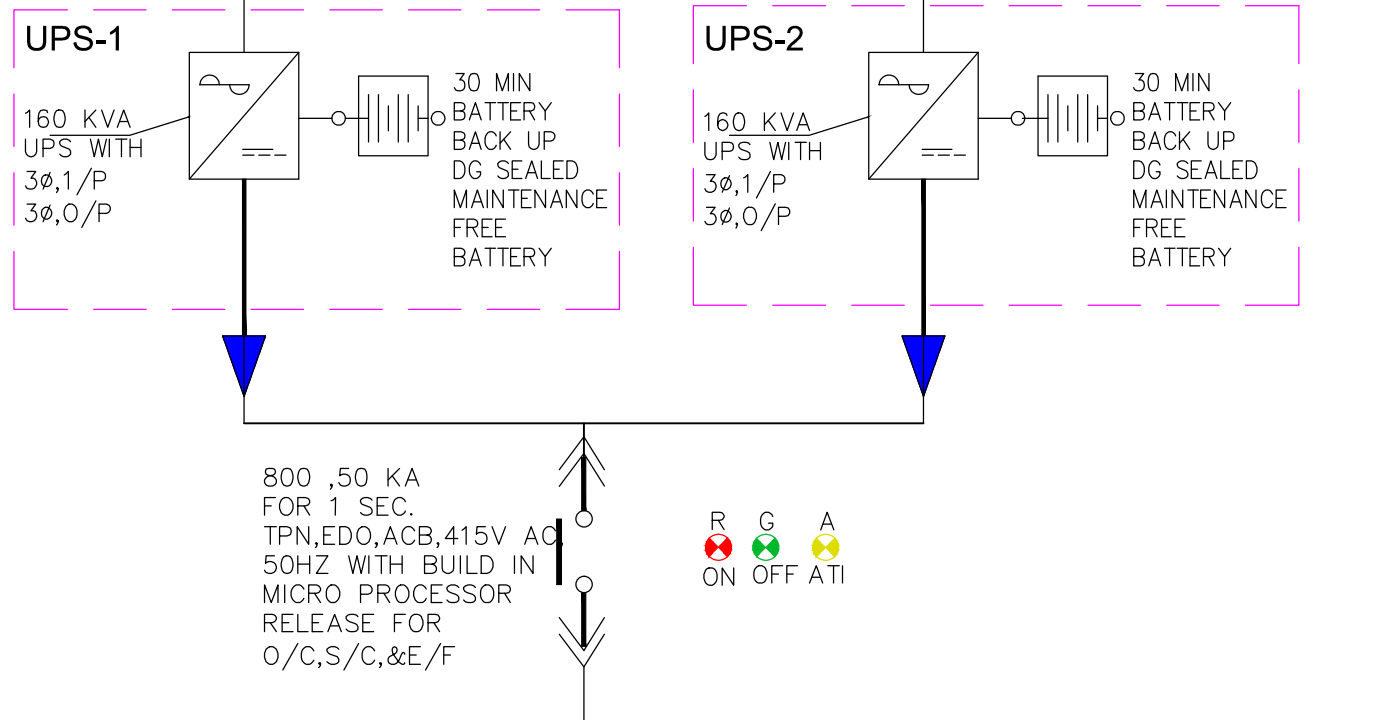 UPS-1
160 KVA
UPS WITH
3ø,1/P
3ø,O/P
30 MIN
BATTERY
BACK UP
DG SEALED
MAINTENANCE
FREE
BATTERY
UPS-2
160 KVA
UPS WITH
3ø,1/P
3ø,O/P
30 MIN
BATTERY
BACK UP
DG SEALED
MAINTENANCE
FREE
BATTERY
800 ,50 KA
FOR 1 SEC.
TPN,EDO,ACB,415V AC,
50HZ WITH BUILD IN
MICRO PROCESSOR
RELEASE FOR
O/C,S/C,&E/F
R G A
ON OFF ATI